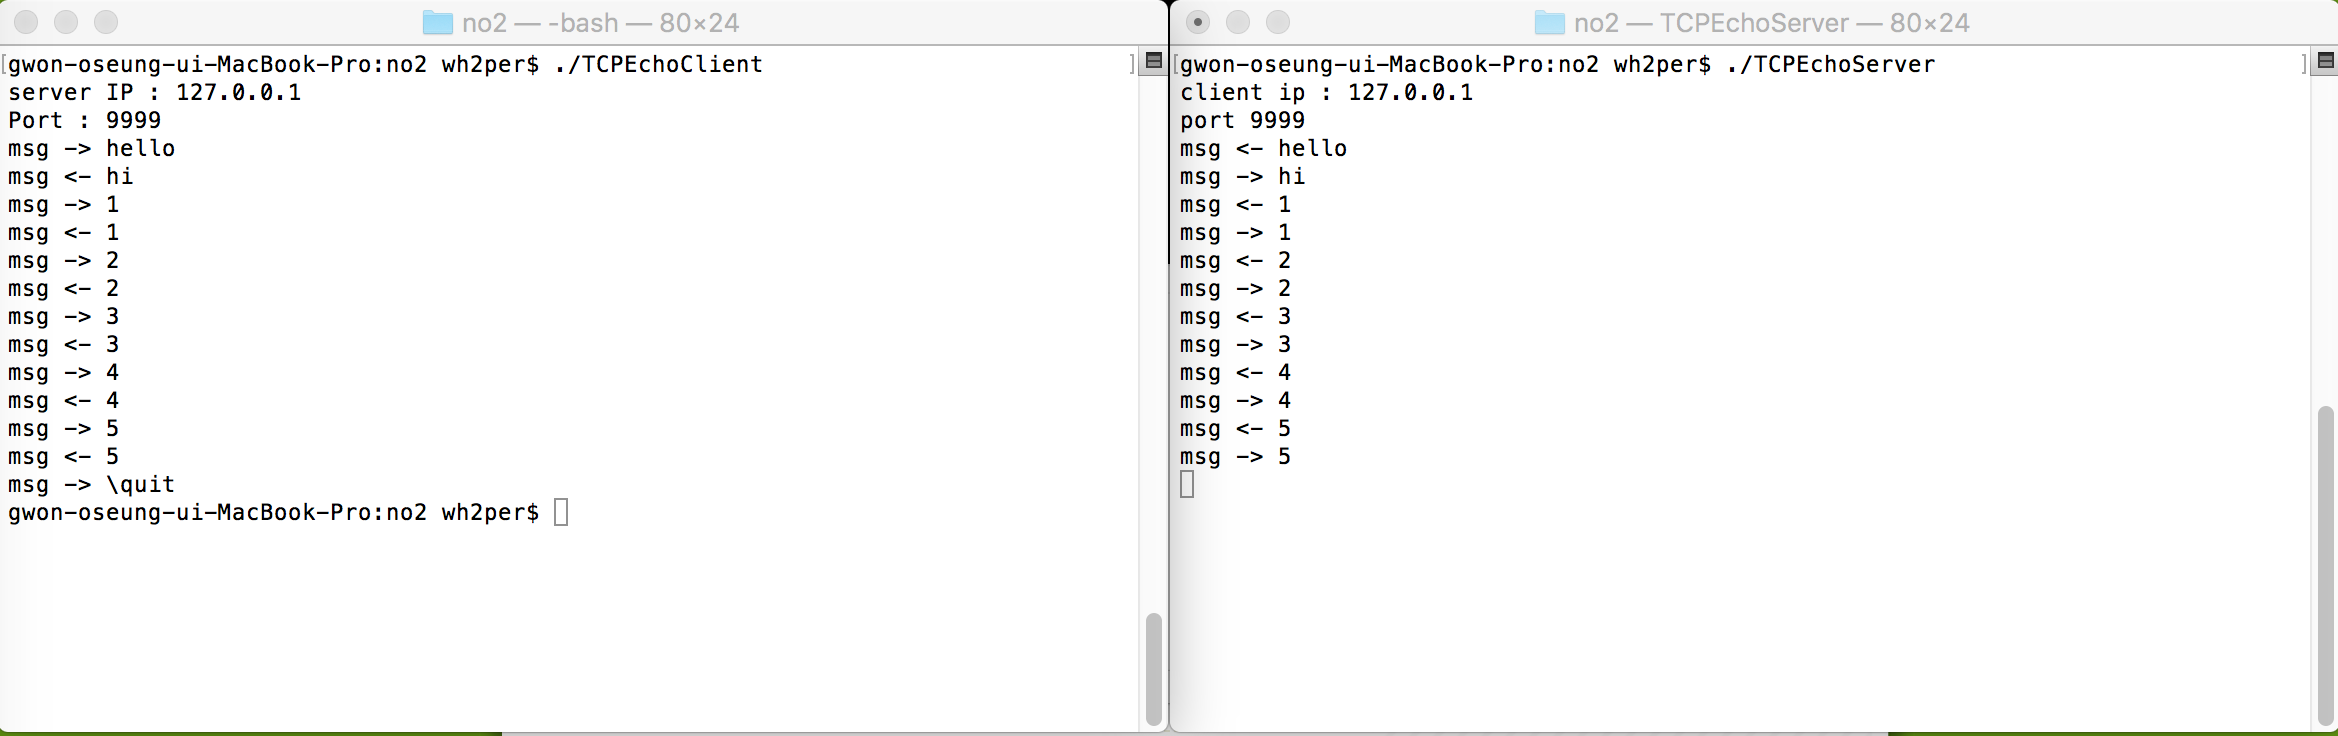 no2 — -bash — 80×24
gwon-oseung-ui-MacBook-Pro:no2 wh2per$ ./TCPEchoClient
server IP : 127.0.0.1
Port : 9999
msg -> hello
msg <- hi
msg -> 1
msg <- 1
msg -> 2
msg <- 2
msg -> 3
msg <- 3
msg -> 4
msg <- 4
msg -> 5
msg <- 5
msg -> \quit
gwon-oseung-ui-MacBook-Pro:no2 wh2per$
no2 — TCPEchoServer — 80×24
gwon-oseung-ui-MacBook-Pro:no2 wh2per$ ./TCPEchoServer
client ip : 127.0.0.1
port 9999
msg <- hello
msg -> hi
msg <- 1
msg -> 1
msg <- 2
msg -> 2
msg <- 3
msg -> 3
msg <- 4
msg -> 4
msg <- 5
msg -> 5